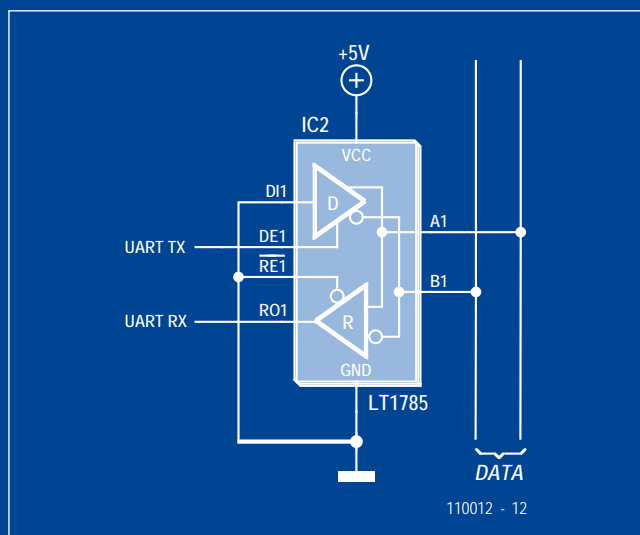 +5V
IC2
VCC
DI1
D
A1
UART TX
DE1
RE1
B1
UART RX
RO1
R
GND
LT1785
DATA
110012 - 12